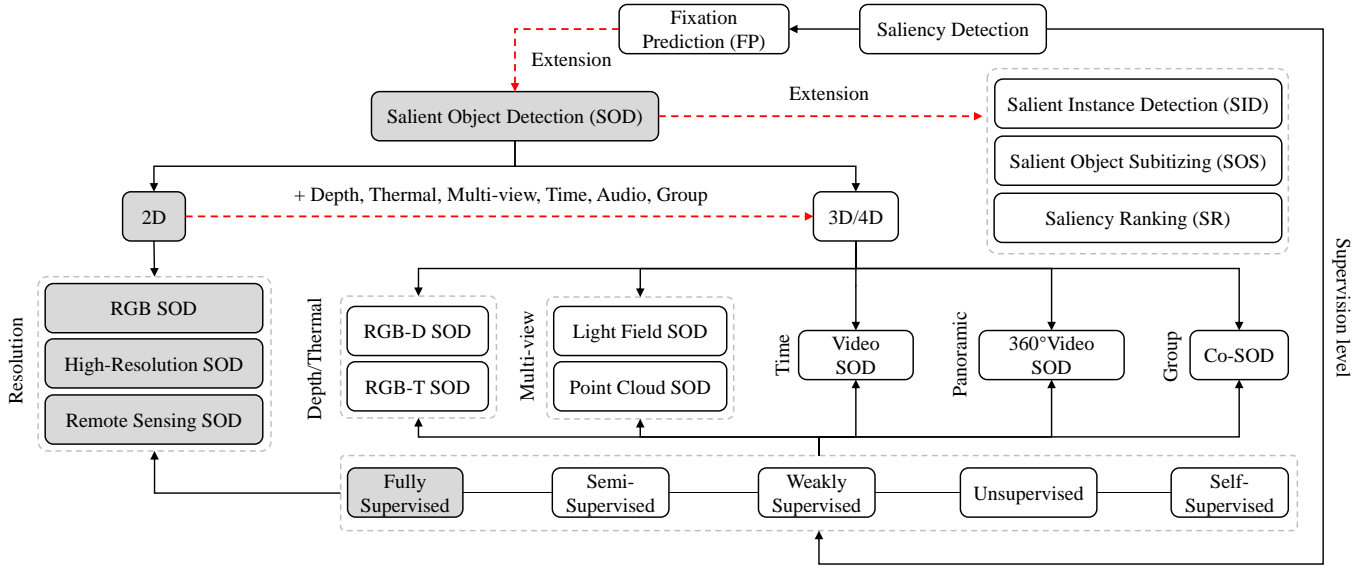 Fixation
Prediction (FP)
Saliency Detection
Extension
Salient Object Detection (SOD)
Extension
Salient Instance Detection (SID)
Salient Object Subitizing (SOS)
Saliency Ranking (SR)
2D
+ Depth, Thermal, Multi-view, Time, Audio, Group
3D/4D
Supervision level
Resolution
RGB SOD
High-Resolution SOD
Remote Sensing SOD
Depth/Thermal
RGB-D SOD
RGB-T SOD
Multi-view
Light Field SOD
Point Cloud SOD
Time
Video
SOD
Panoramic
360°Video
SOD
Group
Co-SOD
Fully
Supervised
Semi-
Supervised
Weakly
Supervised
Unsupervised
Self-
Supervised